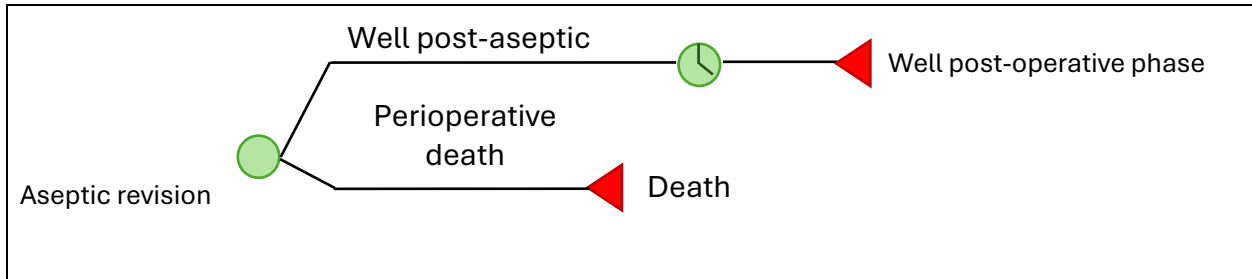 Well post-aseptic
Well post-operative phase
Perioperative
death
Death
Aseptic revision